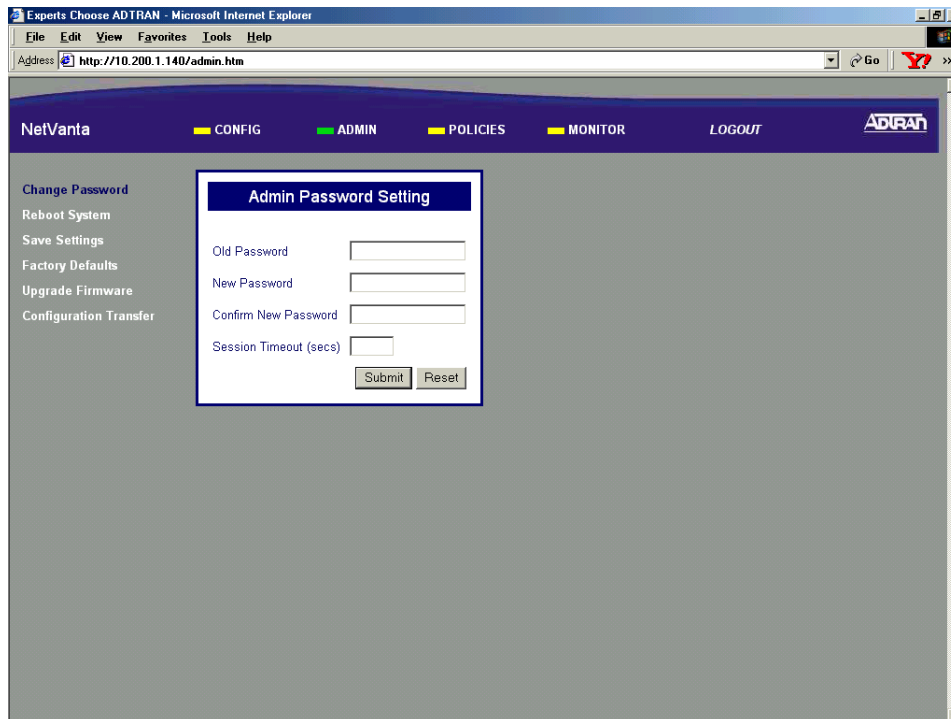 Experts Choose ADTRAN - Microsoft Internet Explorer
File Edit View Favorites Tools Help
Address http://10.200.1.140/admin.htm Go Y? »
NetVanta CONFIG ADMIN POLICIES MONITOR LOGOUT ADTRAN
Change Password
Reboot System
Save Settings
Factory Defaults
Upgrade Firmware
Configuration Transfer
Admin Password Setting
Old Password
New Password
Confirm New Password
Session Timeout (secs)
Submit Reset